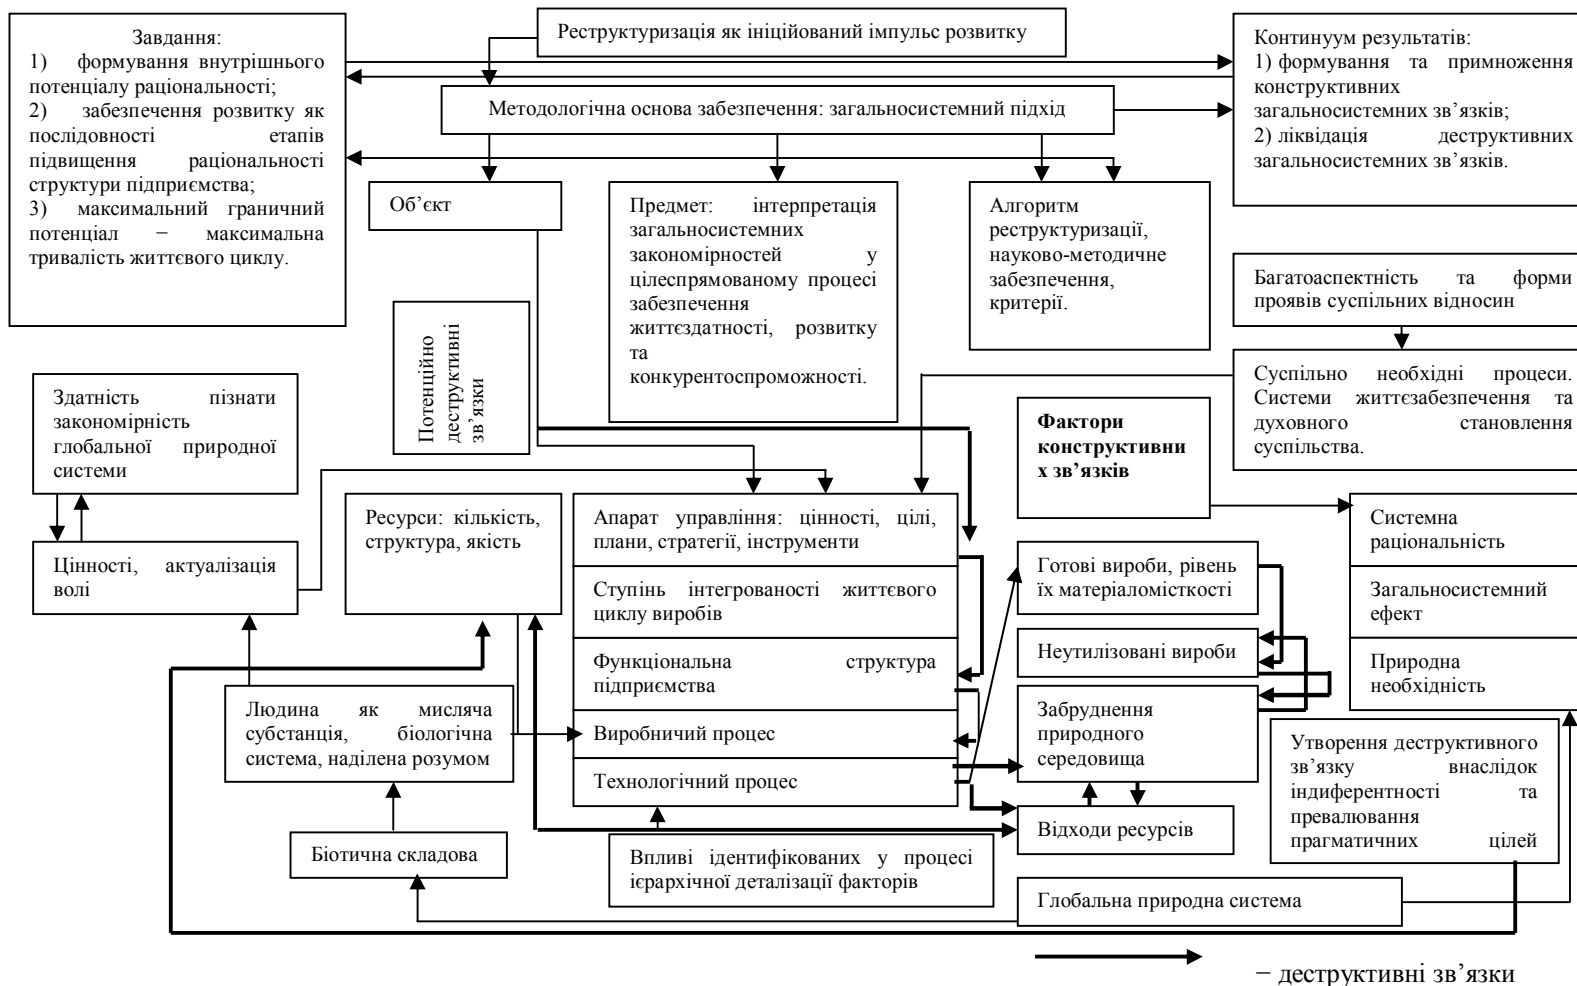 Завдання:
1) формування внутрішнього
потенціалу раціональності;
2) забезпечення розвитку як
послідовності етапів
підвищення раціональності
структури підприємства;
3) максимальний граничний
потенціал − максимальна
тривалість життєвого циклу.
Реструктуризація як ініційований імпульс розвитку
Методологічна основа забезпечення: загальносистемний підхід
Континуум результатів:
1) формування та примноження
конструктивних
загальносистемних зв’язків;
2) ліквідація деструктивних
загальносистемних зв’язків.
Об’єкт
Предмет: інтерпретація
загальносистемних
закономірностей у
цілеспрямованому процесі
забезпечення
життєздатності, розвитку
та
конкурентоспроможності.
Алгоритм
реструктуризації,
науково-методичне
забезпечення,
критерії.
Багатоаспектність та форми
проявів суспільних відносин
Потенційно
деструктивні
зв’язки
Суспільно необхідні процеси.
Системи життєзабезпечення та
духовного становлення
суспільства.
Здатність пізнати
закономірність
глобальної природної
системи
Фактори
конструктивни
х зв’язків
Цінності, актуалізація
волі
Ресурси: кількість,
структура, якість
Апарат управління: цінності, цілі,
плани, стратегії, інструменти
Ступінь інтегрованості життєвого
циклу виробів
Функціональна структура
підприємства
Виробничий процес
Технологічний процес
Готові вироби, рівень
їх матеріаломісткості
Неутилізовані вироби
Забруднення
природного
середовища
Відходи ресурсів
Системна
раціональність
Загальносистемний
ефект
Природна
необхідність
Людина як мисляча
субстанція, біологічна
система, наділена розумом
Біотична складова
Впливі ідентифікованих у процесі
ієрархічної деталізації факторів
Утворення деструктивного
зв’язку внаслідок
індиферентності та
превалювання
прагматичних цілей
Глобальна природна система
− деструктивні зв’язки